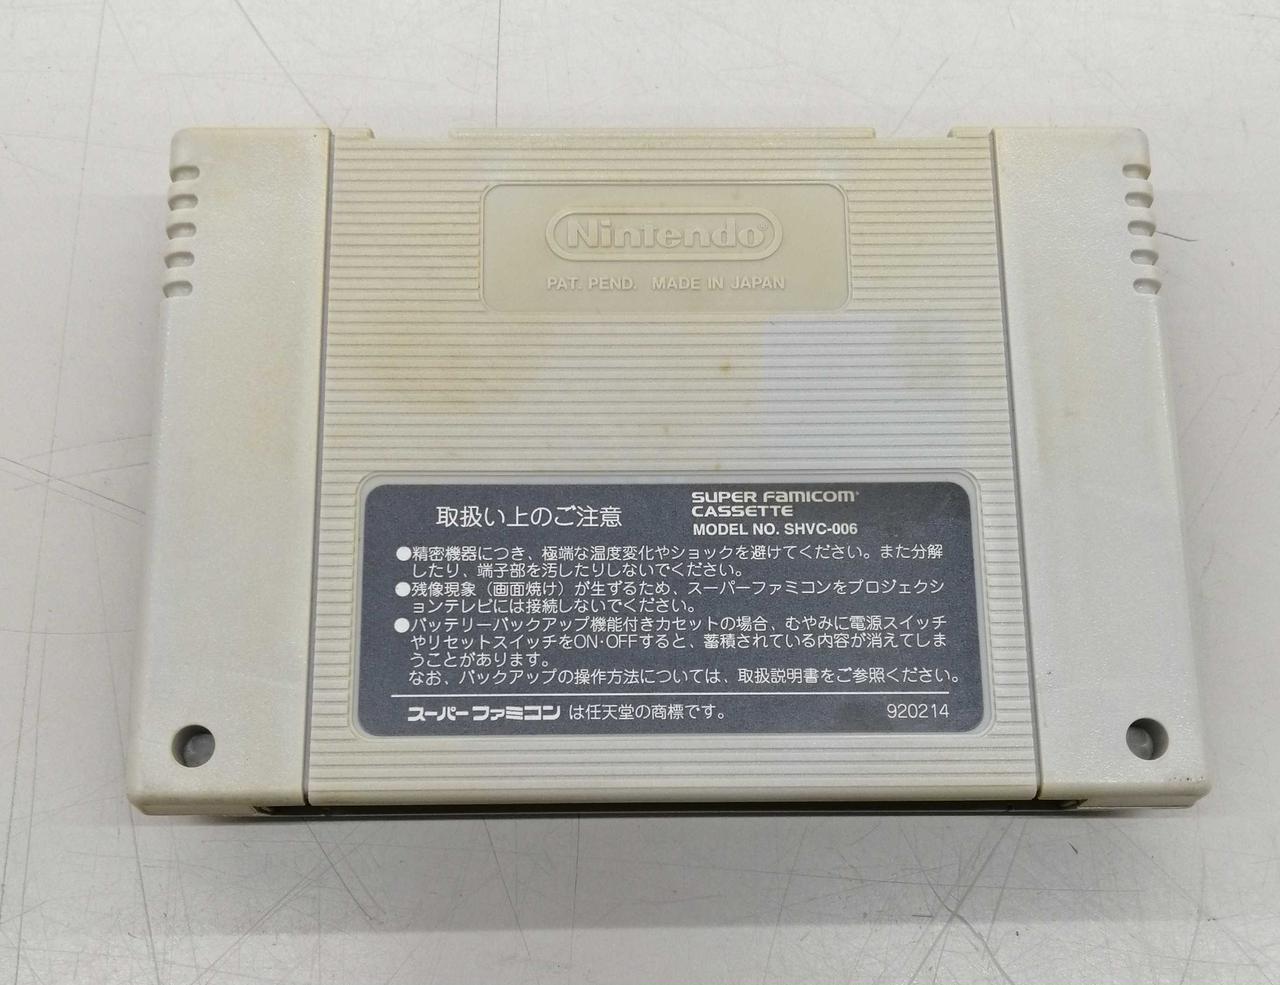 Nintendo®
PAT. PEND. MADE IN JAPAN
取扱い上のご注意
SUPER FAMICOM
CASSETTE
MODEL NO. SHVC-006
●精密機器につき、極端な温度変化やショックを避けてください。また分解
したり、端子部を汚したりしないでください。
●残像現象（画面焼け）が生ずるため、スーパーファミコンをプロジェクシ
ョンテレビには接続しないでください。
●バッテリーバックアップ機能付きカセットの場合、むやみに電源スイッチ
やリセットスイッチをON·OFFすると、蓄積されている内容が消えてしま
うことがあります。
なお、バックアップの操作方法については、取扱説明書をご参照ください。
スーパーファミコン は任天堂の商標です。
920214